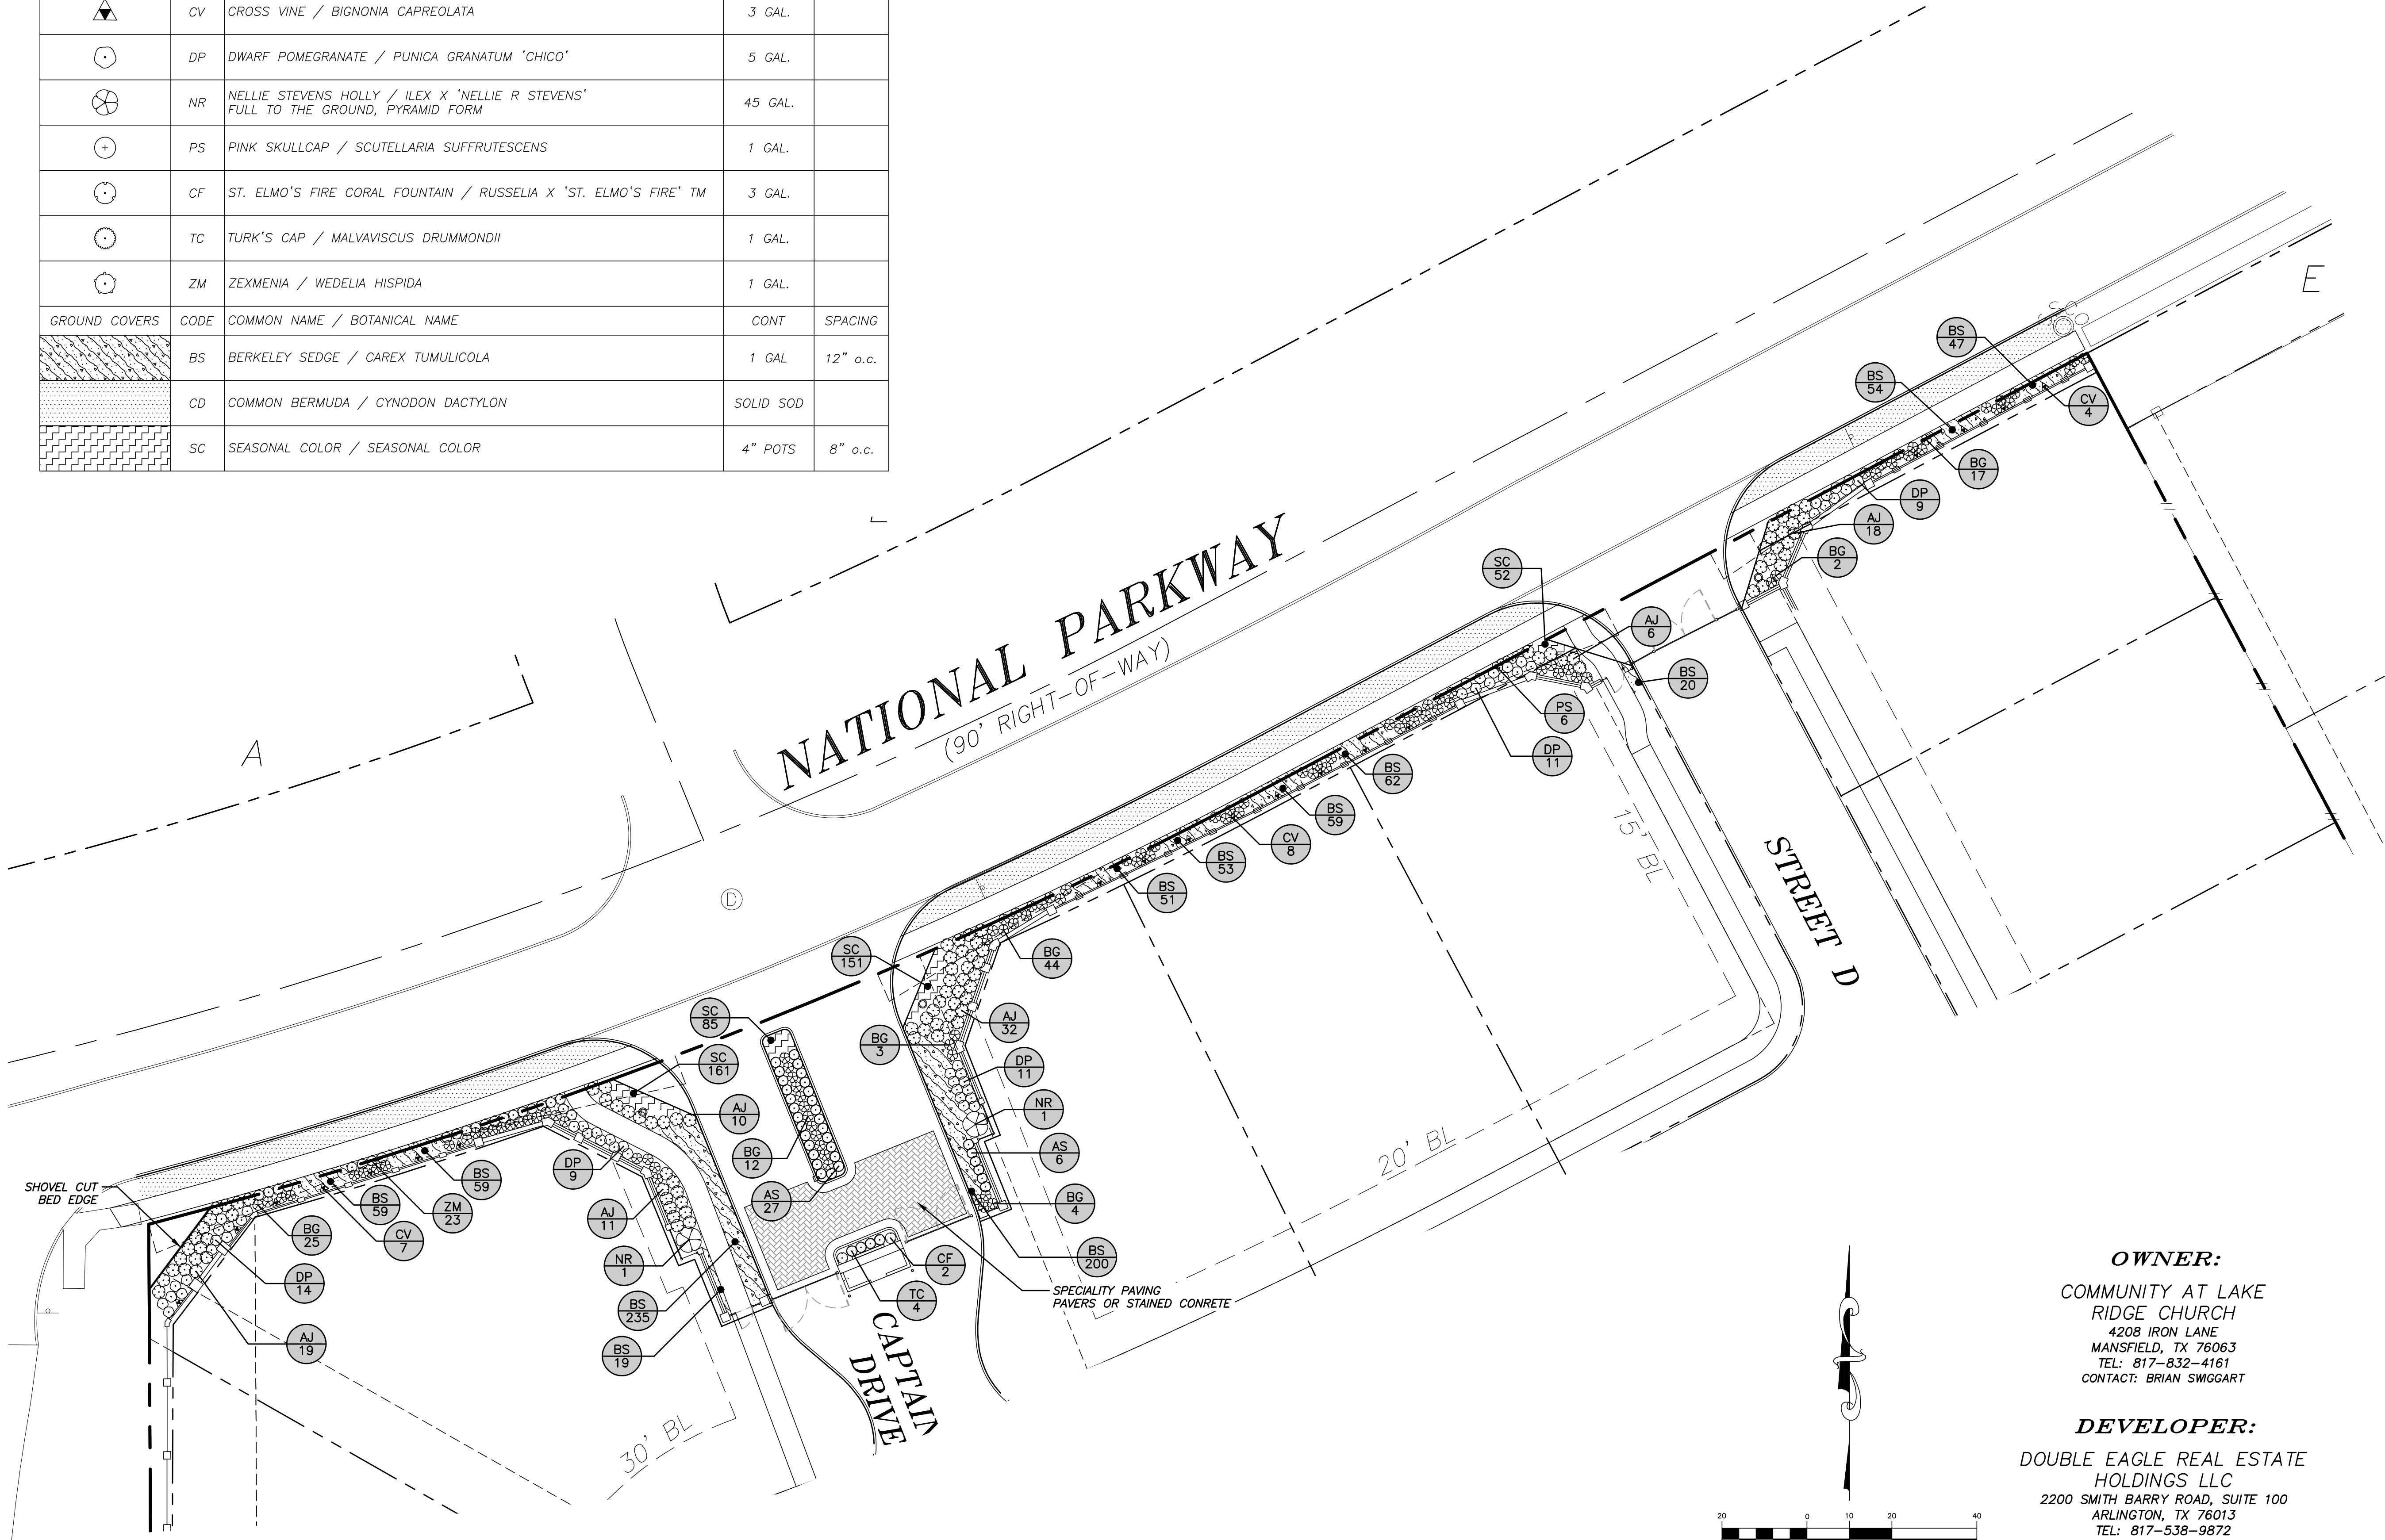 CV CROSS VINE / BIGNONIA CAPREOLATA 3 GAL.
DP DWARF POMEGRANATE / PUNICA GRANATUM 'CHICO' 5 GAL.
NR NELLIE STEVENS HOLLY / ILEX X 'NELLIE R STEVENS' 45 GAL.
FULL TO THE GROUND, PYRAMID FORM
PS PINK SKULLCAP / SCUTELLARIA SUFFRUTESCENS 1 GAL.
CF ST. ELMO'S FIRE CORAL FOUNTAIN / RUSSELIA X 'ST. ELMO'S FIRE' TM 3 GAL.
TC TURK'S CAP / MALVAVISCUS DRUMMONDII 1 GAL.
ZM ZEXMENIA / WEDELIA HISPIDA 1 GAL.
GROUND COVERS CODE COMMON NAME / BOTANICAL NAME CONT SPACING
BS BERKELEY SEDGE / CAREX TUMULICOLA 1 GAL 12" o.c.
CD COMMON BERMUDA / CYNODON DACTYLON SOLID SOD
SC SEASONAL COLOR / SEASONAL COLOR 4" POTS 8" o.c.
E
BS
47
BS
54
CV
4
BG
17
DP
9
AJ
18
BG
2
SC
52
AJ
6
BS
20
PS
6
DP
11
NATIONAL PARKWAY
(90' RIGHT-OF-WAY)
A
BS
62
BS
59
CV
8
BS
53
BS
51
15' BL
STREET D
D
SC
151
BG
44
SC
85
AJ
32
BG
3
SC
161
DP
11
AJ
10
NR
1
BG
12
AS
6
DP
9
BS
59
SHOVEL CUT
BED EDGE
AS
27
BG
4
BS
59
ZM
23
AJ
11
BG
25
CV
7
NR
1
CF
2
BS
200
DP
14
SPECIALITY PAVING
PAVERS OR STAINED CONRETE
TC
4
BS
235
AJ
19
BS
19
CAPTAIN
DRIVE
20' BL
30' BL
OWNER:
COMMUNITY AT LAKE
RIDGE CHURCH
4208 IRON LANE
MANSFIELD, TX 76063
TEL: 817-832-4161
CONTACT: BRIAN SWIGGART
DEVELOPER:
DOUBLE EAGLE REAL ESTATE
HOLDINGS LLC
2200 SMITH BARRY ROAD, SUITE 100
ARLINGTON, TX 76013
TEL: 817-538-9872
20 0 10 20 40